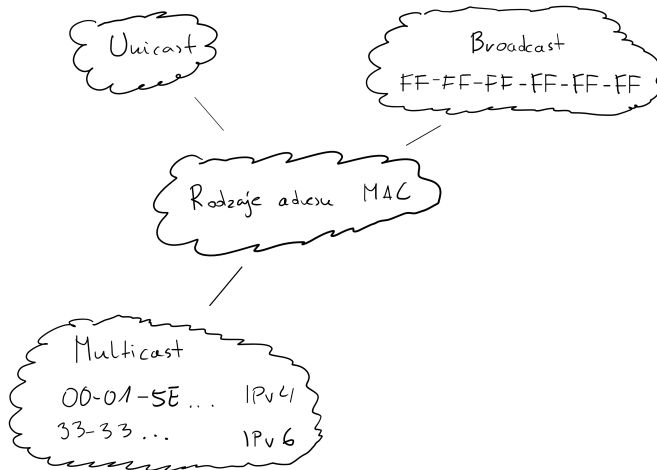 Unicast
Broadcast
FF-FF-FF-FF-FF-FF
Rodzaje adresu MAC
Multicast
00-01-5E... IPv4
33-33... IPv6